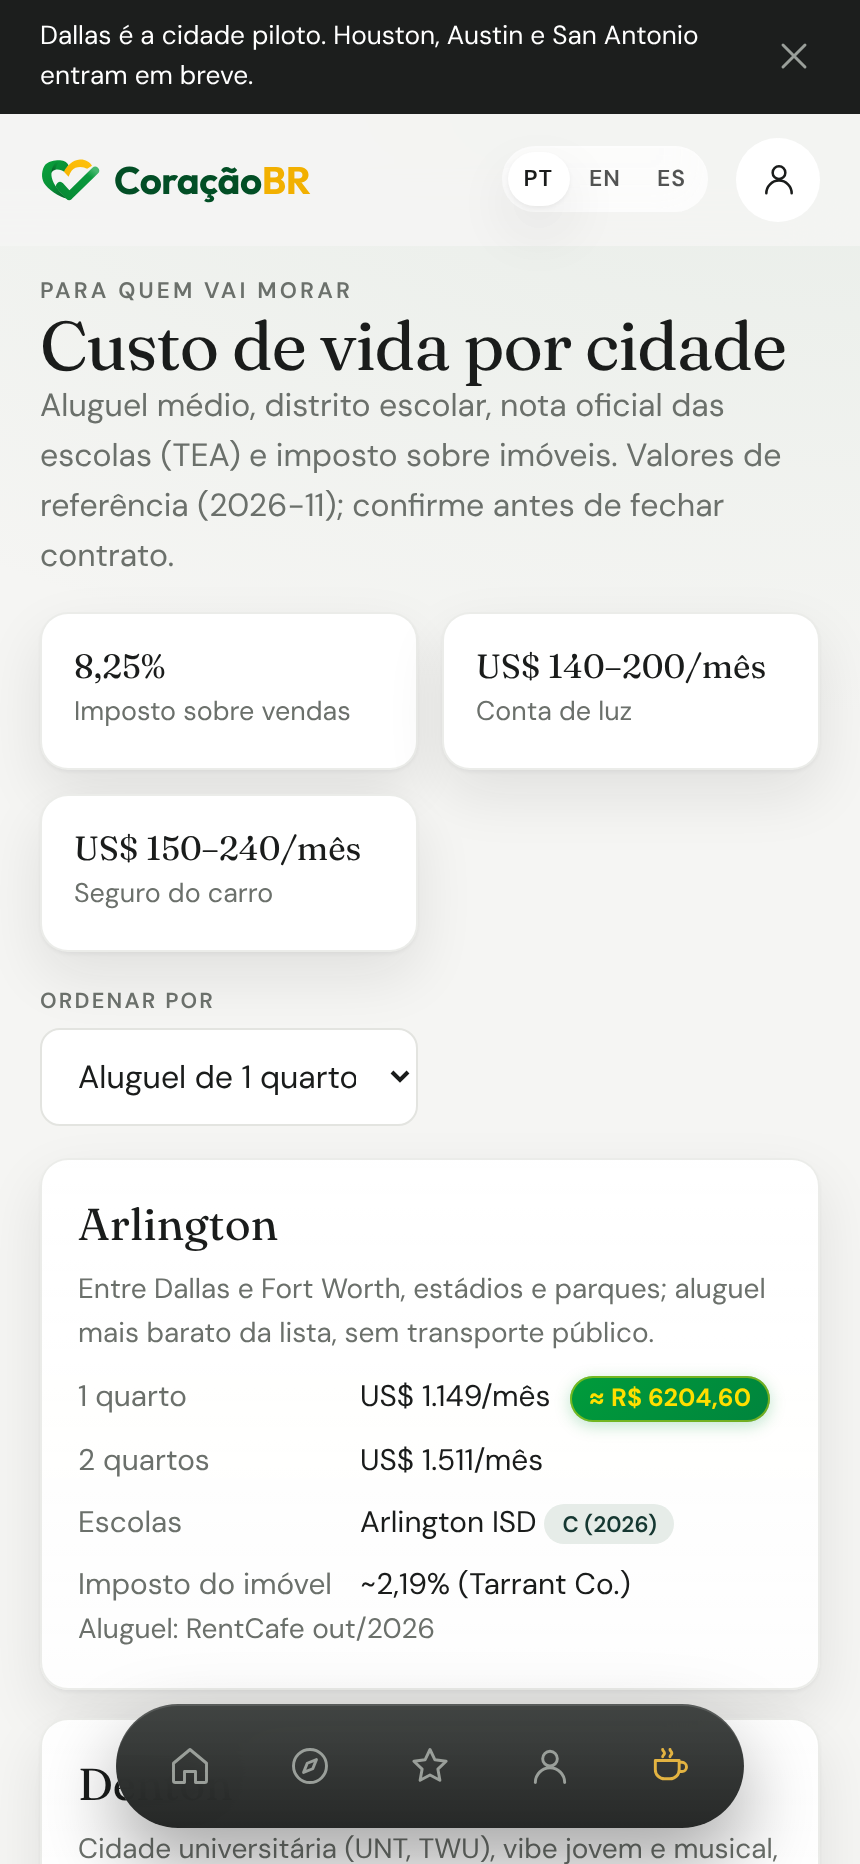 Dallas é a cidade piloto. Houston, Austin e San Antonio
entram em breve.
CoraçãoBR
PT EN ES
PARA QUEM VAI MORAR
Custo de vida por cidade
Aluguel médio, distrito escolar, nota oficial das
escolas (TEA) e imposto sobre imóveis. Valores de
referência (2026-11); confirme antes de fechar
contrato.
8,25%
Imposto sobre vendas
US$ 140–200/mês
Conta de luz
US$ 150–240/mês
Seguro do carro
ORDENAR POR
Aluguel de 1 quarto
Arlington
Entre Dallas e Fort Worth, estádios e parques; aluguel
mais barato da lista, sem transporte público.
1 quarto US$ 1.149/mês ≈ R$ 6204,60
2 quartos US$ 1.511/mês
Escolas Arlington ISD C (2026)
Imposto do imóvel ~2,19% (Tarrant Co.)
Aluguel: RentCafe out/2026
Denton
Cidade universitária (UNT, TWU), vibe jovem e musical,